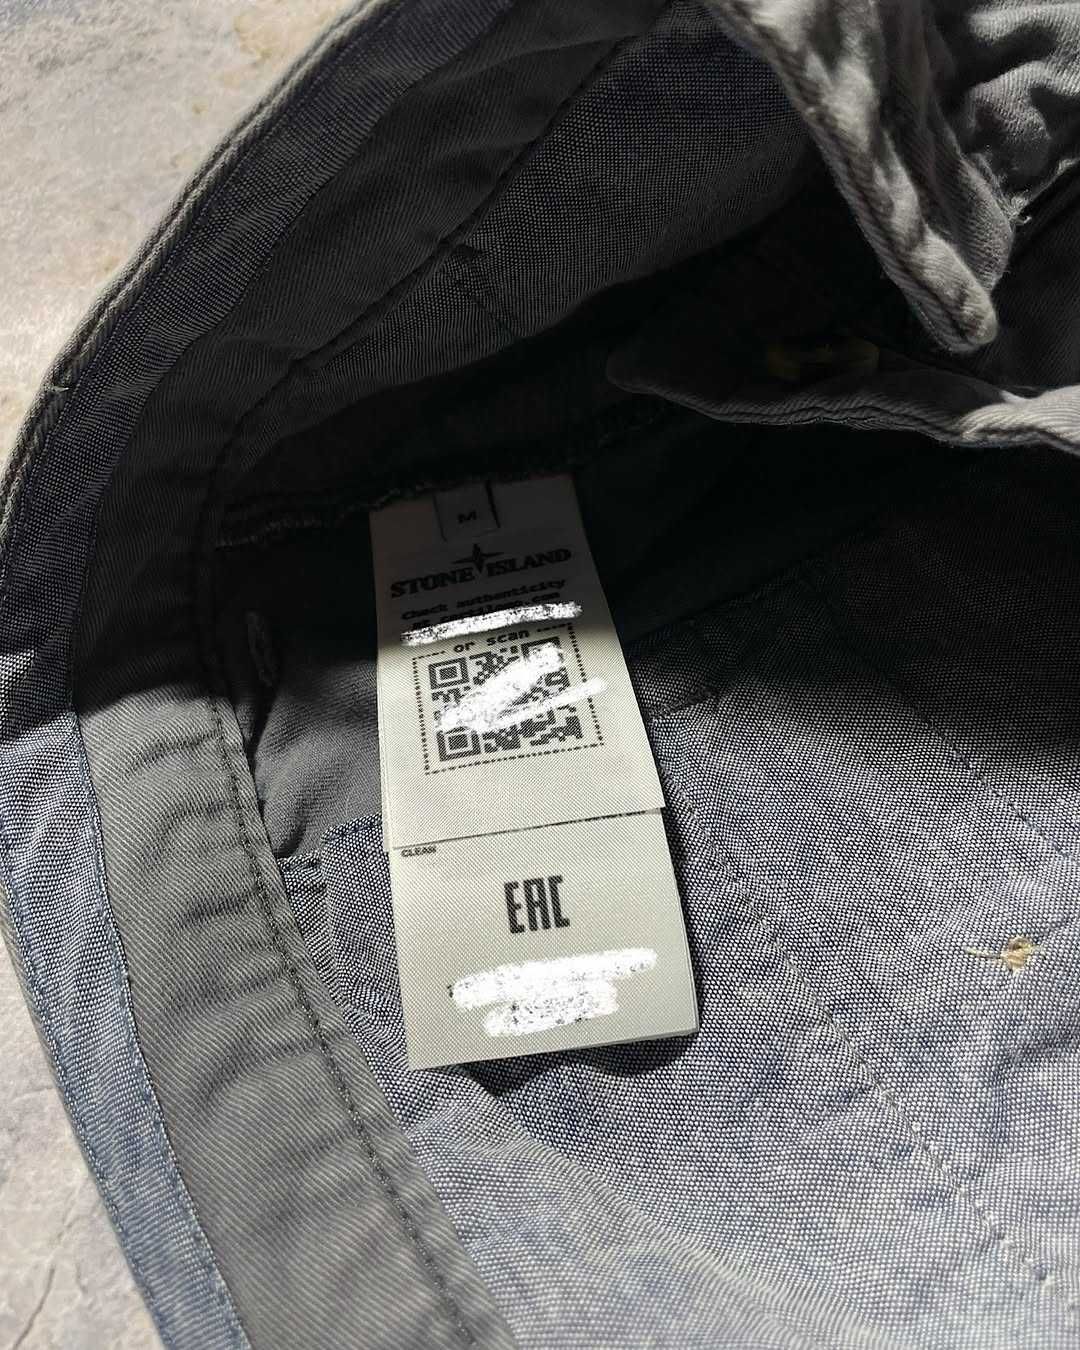 M
STONE ISLAND
Check authenticity
or scan
CLEAN
EAC